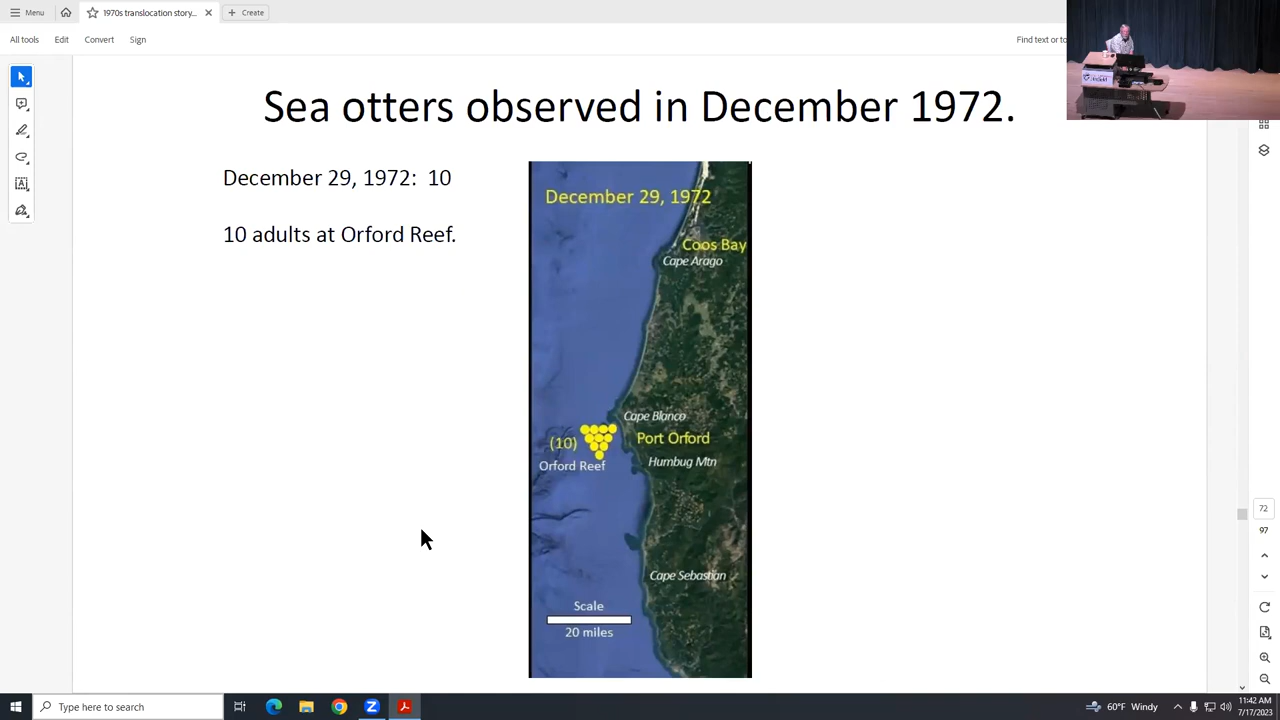 Menu
1970s translocation story...
Create
All tools
Edit
Convert
Sign
Find text or to
Sea otters observed in December 1972.
December 29, 1972:  10
10 adults at Orford Reef.
December 29, 1972
Coos Bay
Cape Arago
Cape Blanco
(10)
Port Orford
Orford Reef
Humbug Mtn
Cape Sebastian
Scale
20 miles
72
97
Type here to search
60°F Windy
11:42 AM
7/17/2023